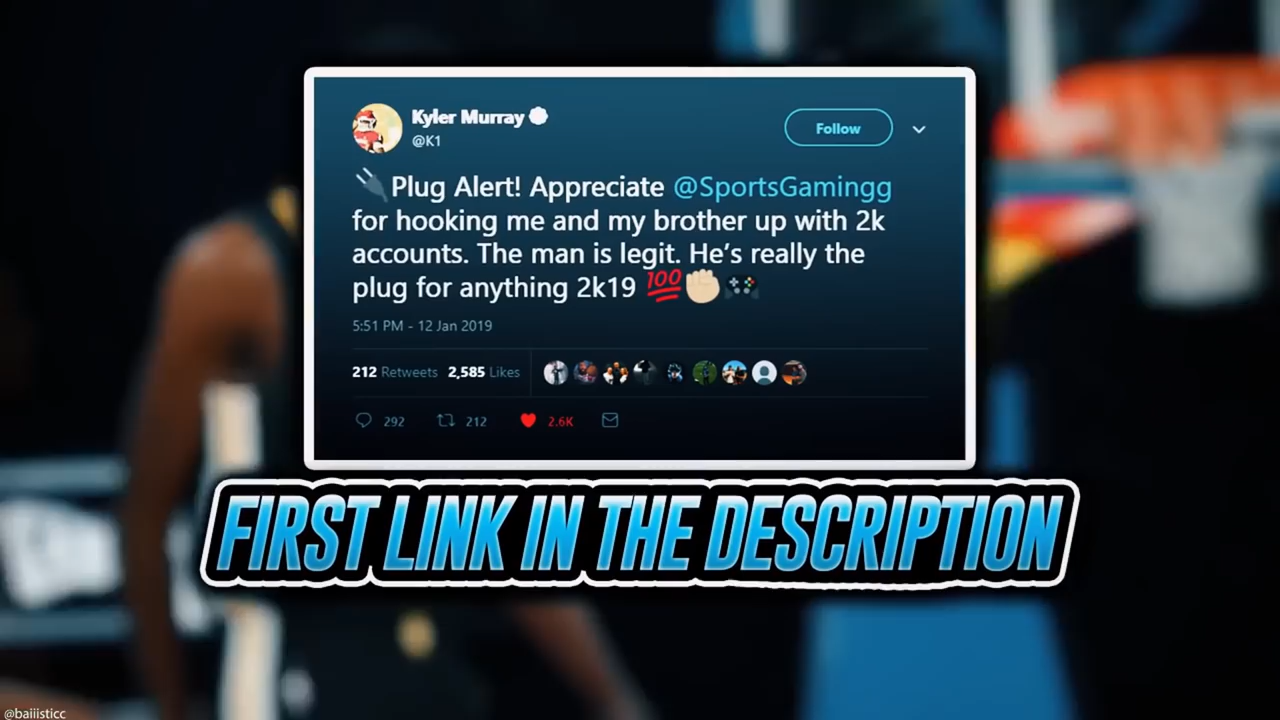 Kyler Murray
@K1
Follow
Plug Alert! Appreciate @SportsGamingg
for hooking me and my brother up with 2k
accounts. The man is legit. He’s really the
plug for anything 2k19 💯✊🏼🎮
5:51 PM - 12 Jan 2019
212 Retweets 2,585 Likes
292 212 2.6K
FIRST LINK IN THE DESCRIPTION
@baiiisticc